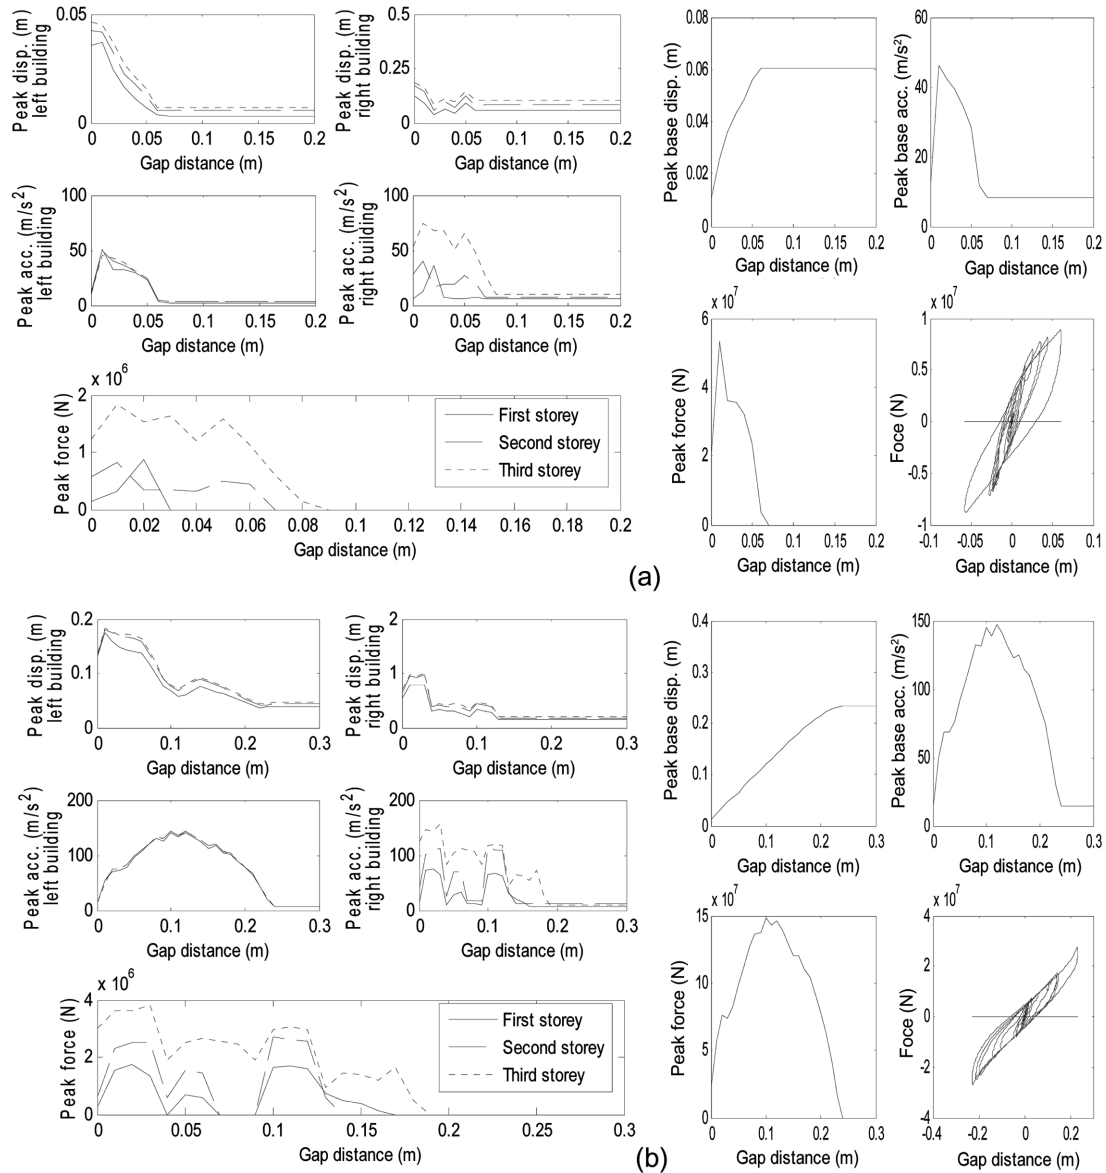 Peak disp. (m)
left building
0.05
0
0 0.05 0.1 0.15 0.2
Gap distance (m)
Peak disp. (m)
right building
0.5
0.25
0
0 0.05 0.1 0.15 0.2
Gap distance (m)
Peak base disp. (m)
0.08
0.06
0.04
0.02
0
0 0.05 0.1 0.15 0.2
Gap distance (m)
Peak base acc. (m/s²)
60
40
20
0
0 0.05 0.1 0.15 0.2
Gap distance (m)
Peak acc. (m/s²)
left building
100
50
0
0 0.05 0.1 0.15 0.2
Gap distance (m)
Peak acc. (m/s²)
right building
100
50
0
0 0.05 0.1 0.15 0.2
Gap distance (m)
x 10⁷
Peak force (N)
6
4
2
0
0 0.05 0.1 0.15 0.2
Gap distance (m)
x 10⁷
Foce (N)
1
0.5
0
-0.5
-1
-0.1 -0.05 0 0.05 0.1
Gap distance (m)
x 10⁶
Peak force (N)
2
1
0
First storey
Second storey
Third storey
0 0.02 0.04 0.06 0.08 0.1 0.12 0.14 0.16 0.18 0.2
Gap distance (m)
(a)
Peak disp. (m)
left building
0.2
0.1
0
0 0.1 0.2 0.3
Gap distance (m)
Peak disp. (m)
right building
2
1
0
0 0.1 0.2 0.3
Gap distance (m)
Peak base disp. (m)
0.4
0.3
0.2
0.1
0
0 0.1 0.2 0.3
Gap distance (m)
Peak base acc. (m/s²)
150
100
50
0
0 0.1 0.2 0.3
Gap distance (m)
Peak acc. (m/s²)
left building
200
100
0
0 0.1 0.2 0.3
Gap distance (m)
Peak acc. (m/s²)
right building
200
100
0
0 0.1 0.2 0.3
Gap distance (m)
x 10⁷
Peak force (N)
15
10
5
0
0 0.1 0.2 0.3
Gap distance (m)
x 10⁷
Foce (N)
4
2
0
-2
-4
-0.4 -0.2 0 0.2
Gap distance (m)
x 10⁶
Peak force (N)
4
2
0
First storey
Second storey
Third storey
0 0.05 0.1 0.15 0.2 0.25 0.3
Gap distance (m)
(b)